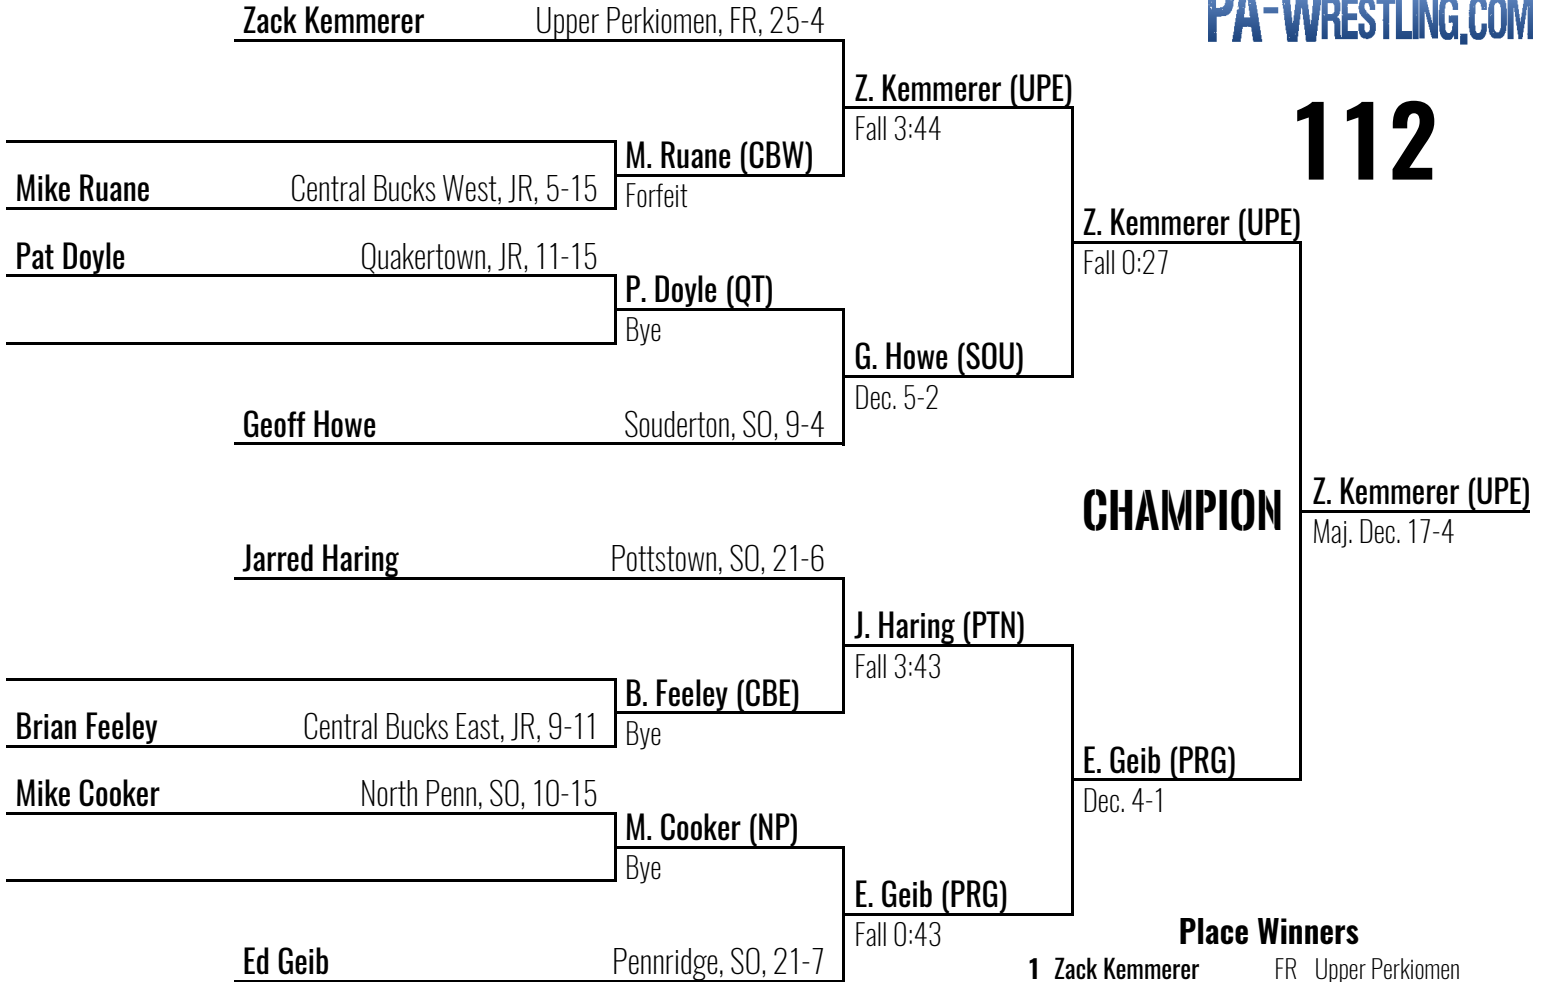 Zack Kemmerer Upper Perkiomen, FR, 25-4
PA-WRESTLING.COM
112
Z. Kemmerer (UPE)
Fall 3:44
M. Ruane (CBW)
Mike Ruane Central Bucks West, JR, 5-15
Forfeit
Z. Kemmerer (UPE)
Fall 0:27
Pat Doyle Quakertown, JR, 11-15
P. Doyle (QT)
Bye
G. Howe (SOU)
Dec. 5-2
Geoff Howe Souderton, SO, 9-4
CHAMPION
Z. Kemmerer (UPE)
Maj. Dec. 17-4
Jarred Haring Pottstown, SO, 21-6
J. Haring (PTN)
Fall 3:43
B. Feeley (CBE)
Brian Feeley Central Bucks East, JR, 9-11
Bye
E. Geib (PRG)
Dec. 4-1
Mike Cooker North Penn, SO, 10-15
M. Cooker (NP)
Bye
E. Geib (PRG)
Fall 0:43
Ed Geib Pennridge, SO, 21-7
Place Winners
1 Zack Kemmerer FR Upper Perkiomen